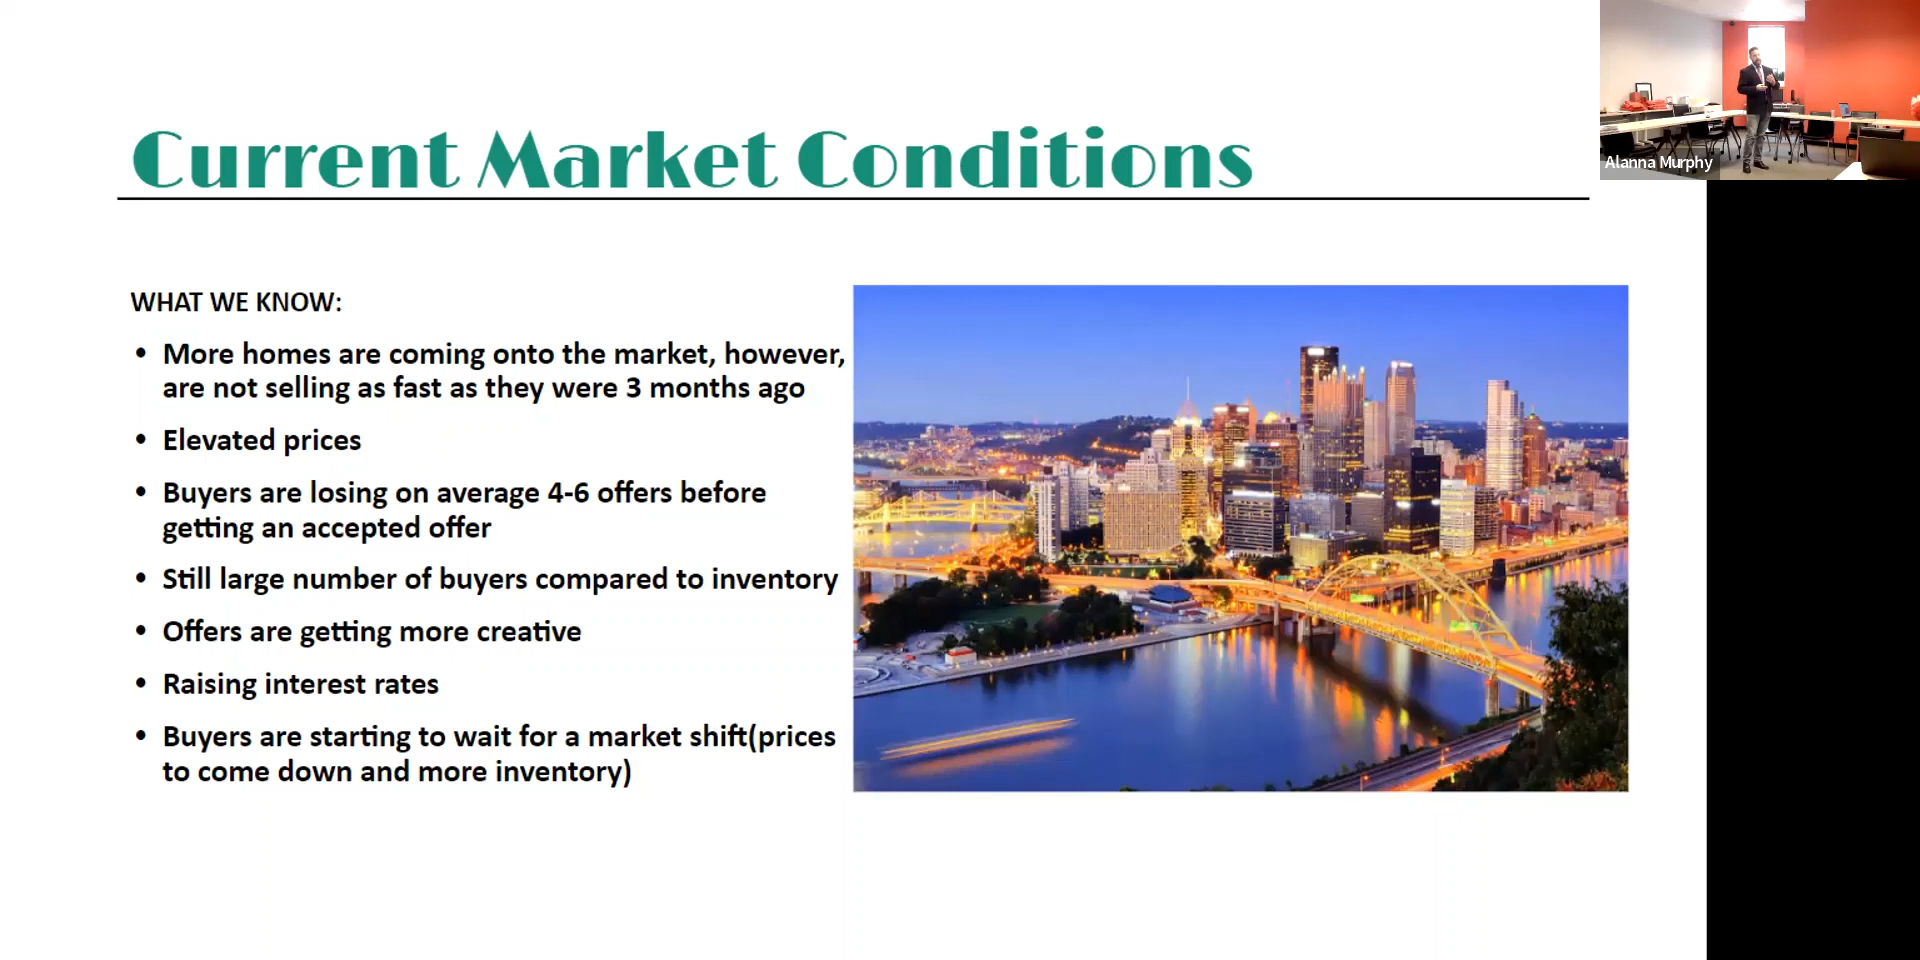 Current Market Conditions
Alanna Murphy
WHAT WE KNOW:
• More homes are coming onto the market, however,
are not selling as fast as they were 3 months ago
• Elevated prices
• Buyers are losing on average 4-6 offers before
getting an accepted offer
• Still large number of buyers compared to inventory
• Offers are getting more creative
• Raising interest rates
• Buyers are starting to wait for a market shift(prices
to come down and more inventory)